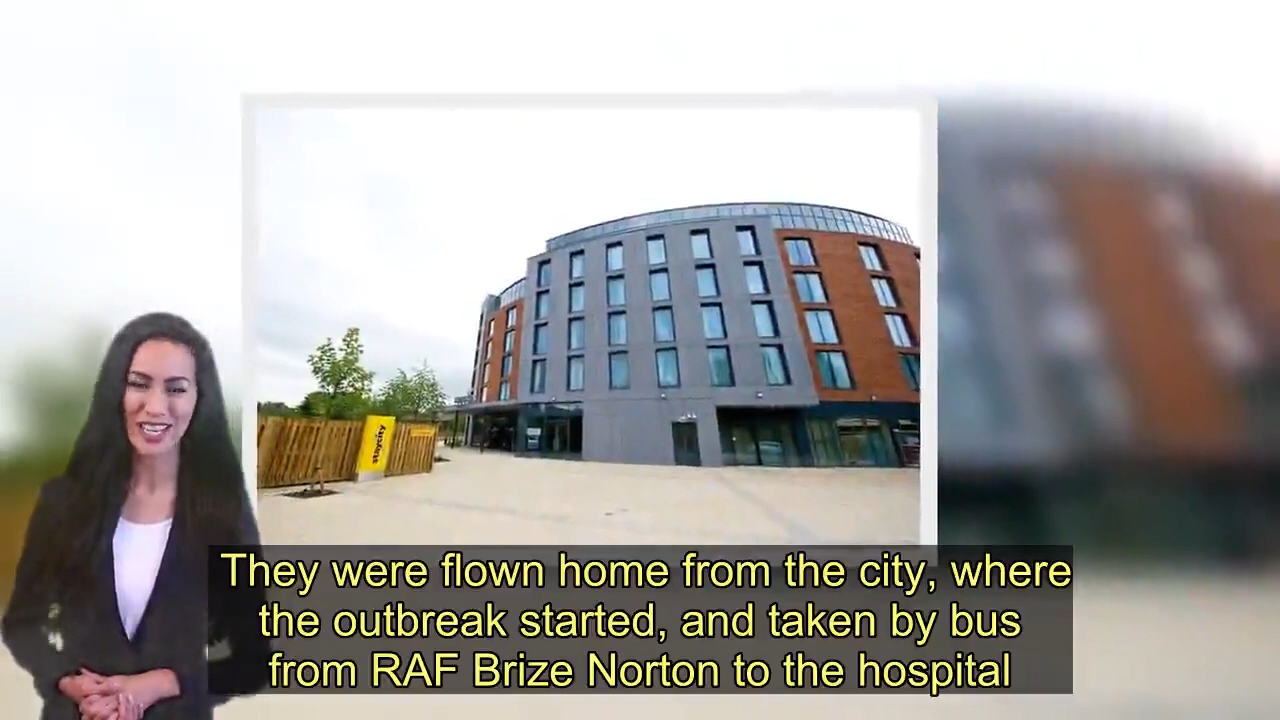 staycity
They were flown home from the city, where
the outbreak started, and taken by bus
from RAF Brize Norton to the hospital